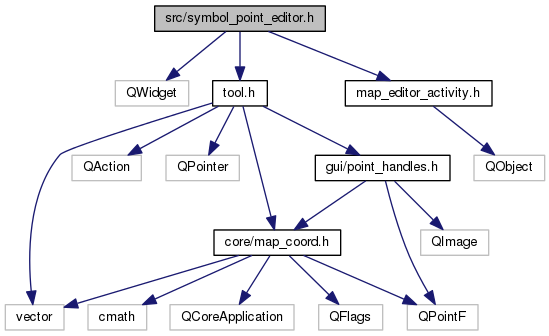 src/symbol_point_editor.h
QWidget
tool.h
map_editor_activity.h
QAction
QPointer
gui/point_handles.h
QObject
core/map_coord.h
QImage
vector
cmath
QCoreApplication
QFlags
QPointF